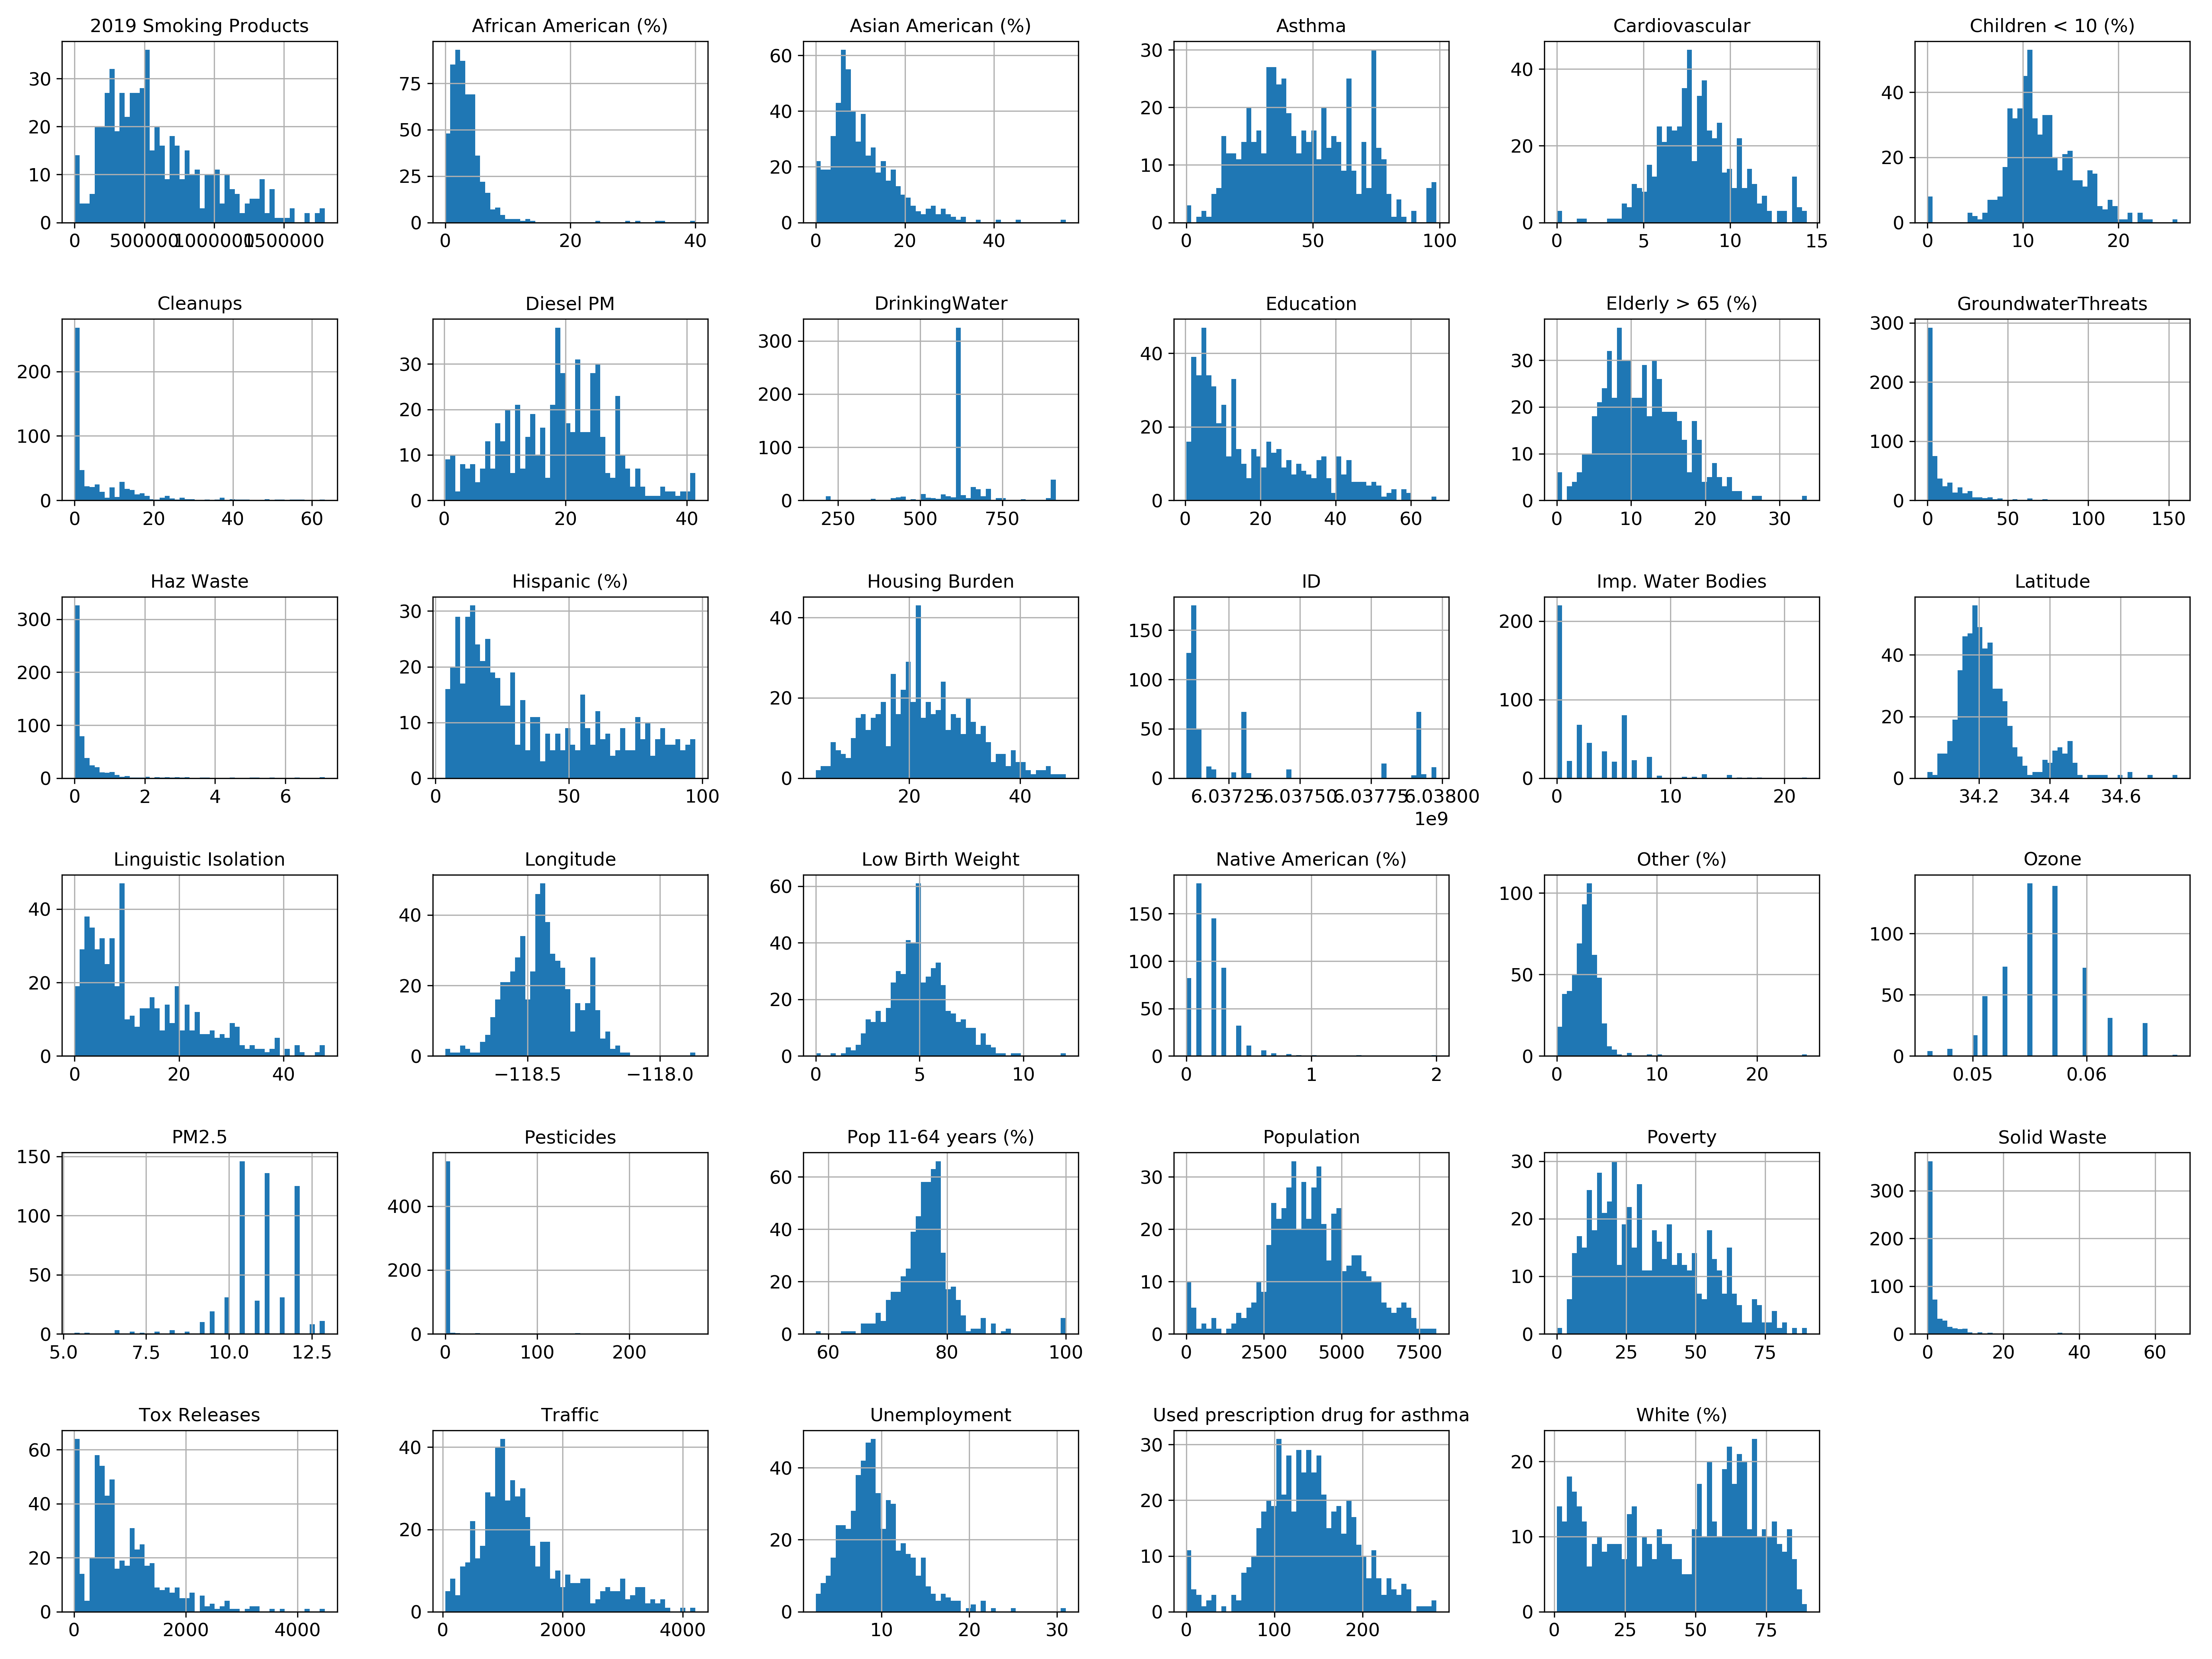 2019 Smoking Products
30
20
10
0
0 500000 1000000 1500000
African American (%)
75
50
25
0
0 20 40
Asian American (%)
60
40
20
0
0 20 40
Asthma
30
20
10
0
0 50 100
Cardiovascular
40
20
0
0 5 10 15
Children < 10 (%)
40
20
0
0 10 20
Cleanups
200
100
0
0 20 40 60
Diesel PM
30
20
10
0
0 20 40
DrinkingWater
300
200
100
0
250 500 750
Education
40
20
0
0 20 40 60
Elderly > 65 (%)
30
20
10
0
0 10 20 30
GroundwaterThreats
300
200
100
0
0 50 100 150
Haz Waste
300
200
100
0
0 2 4 6
Hispanic (%)
30
20
10
0
0 50 100
Housing Burden
40
20
0
20 40
ID
150
100
50
0
6.03725 6.03750 6.03775 6.03800
1e9
Imp. Water Bodies
200
100
0
0 10 20
Latitude
40
20
0
34.2 34.4 34.6
Linguistic Isolation
40
20
0
0 20 40
Longitude
40
20
0
−118.5 −118.0
Low Birth Weight
60
40
20
0
0 5 10
Native American (%)
150
100
50
0
0 1 2
Other (%)
100
50
0
0 10 20
Ozone
100
50
0
0.05 0.06
PM2.5
150
100
50
0
5.0 7.5 10.0 12.5
Pesticides
400
200
0
0 100 200
Pop 11-64 years (%)
60
40
20
0
60 80 100
Population
30
20
10
0
0 2500 5000 7500
Poverty
30
20
10
0
0 25 50 75
Solid Waste
300
200
100
0
0 20 40 60
Tox Releases
60
40
20
0
0 2000 4000
Traffic
40
20
0
0 2000 4000
Unemployment
40
20
0
10 20 30
Used prescription drug for asthma
30
20
10
0
0 100 200
White (%)
20
10
0
0 25 50 75